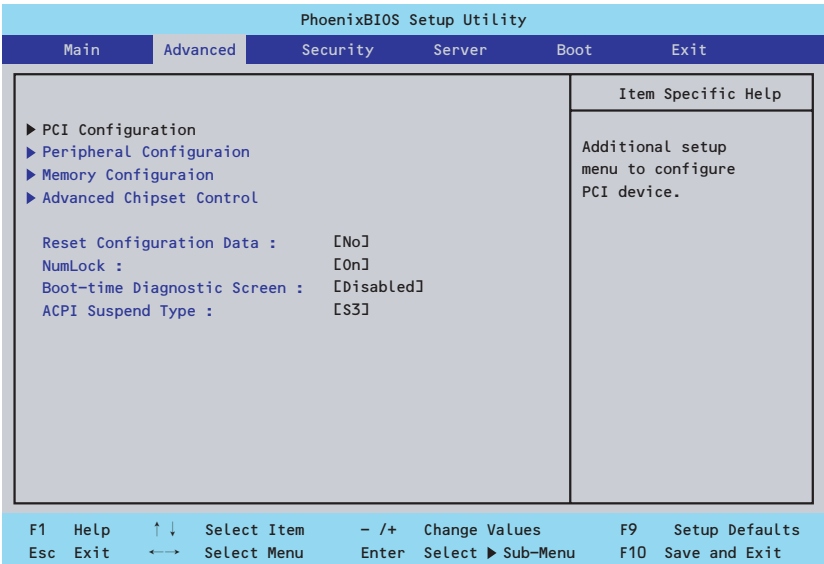 PhoenixBIOS Setup Utility
Main Advanced Security Server Boot Exit
Item Specific Help
▶ PCI Configuration
▶ Peripheral Configuraion
▶ Memory Configuraion
▶ Advanced Chipset Control
Additional setup
menu to configure
PCI device.
Reset Configuration Data : [No]
NumLock : [On]
Boot-time Diagnostic Screen : [Disabled]
ACPI Suspend Type : [S3]
F1 Help ↑↓ Select Item - /+ Change Values F9 Setup Defaults
Esc Exit ←→ Select Menu Enter Select ▶ Sub-Menu F10 Save and Exit